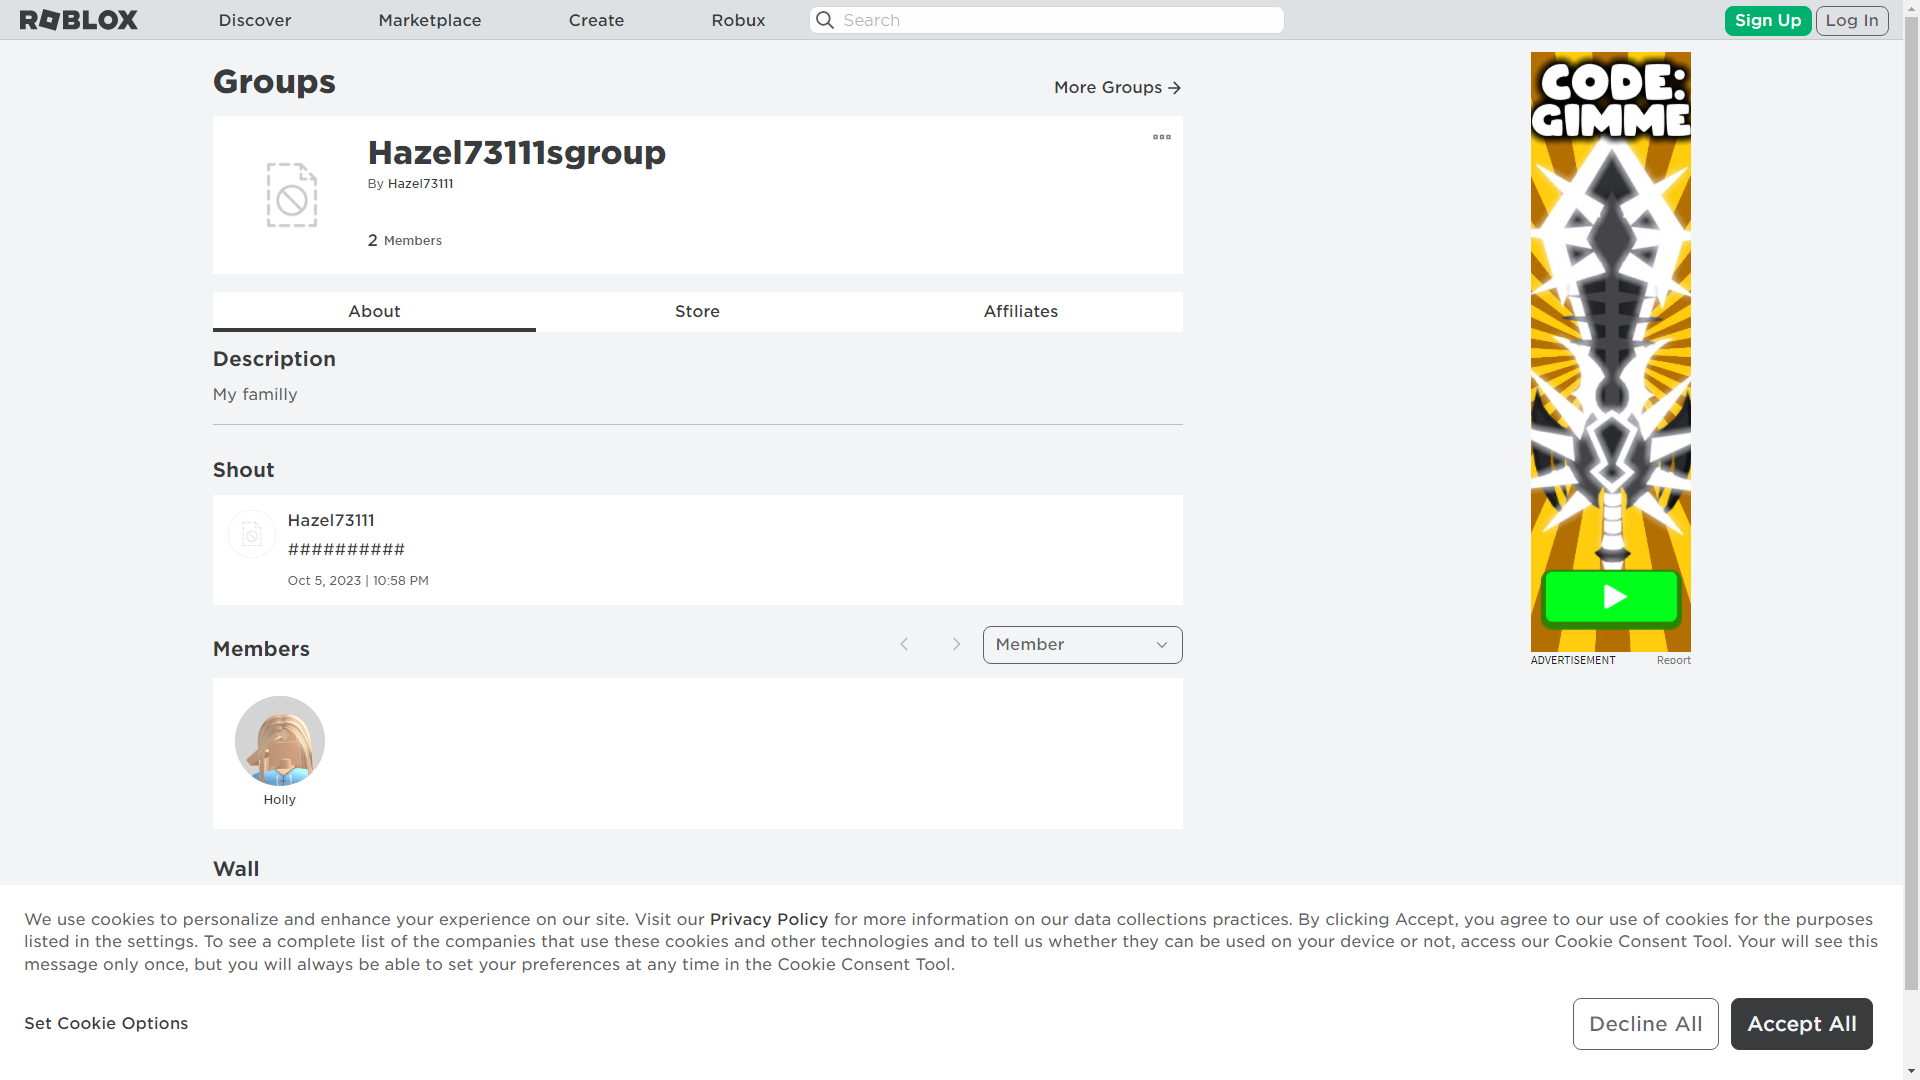 ROBLOX
Discover
Marketplace
Create
Robux
Search
Sign Up
Log In
Groups
More Groups
Hazel73111sgroup
By Hazel73111
2 Members
About
Store
Affiliates
Description
My familly
Shout
Hazel73111
##########
Oct 5, 2023 | 10:58 PM
Members
Member
Holly
Wall
CODE:
GIMME
ADVERTISEMENT
Report
We use cookies to personalize and enhance your experience on our site. Visit our Privacy Policy for more information on our data collections practices. By clicking Accept, you agree to our use of cookies for the purposes
listed in the settings. To see a complete list of the companies that use these cookies and other technologies and to tell us whether they can be used on your device or not, access our Cookie Consent Tool. Your will see this
message only once, but you will always be able to set your preferences at any time in the Cookie Consent Tool.
Set Cookie Options
Decline All
Accept All